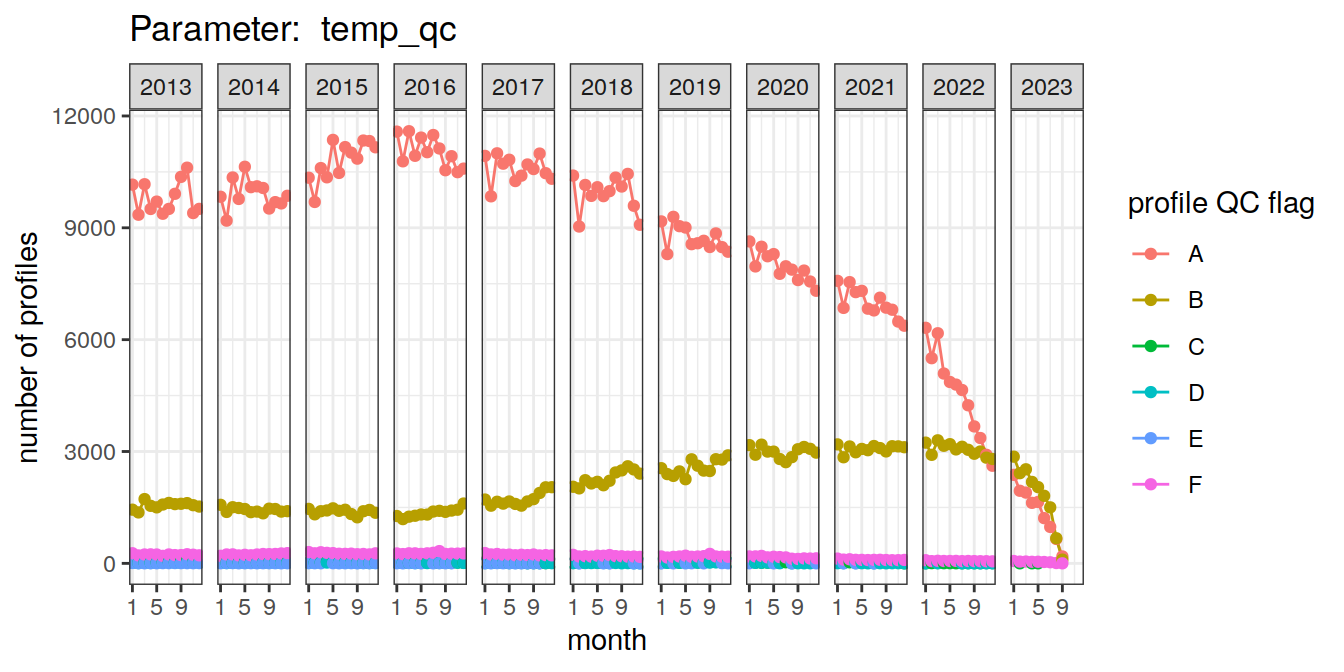 Parameter:  temp_qc
2013 2014 2015 2016 2017 2018 2019 2020 2021 2022 2023
12000
9000
6000
3000
0
number of profiles
1 5 9 1 5 9 1 5 9 1 5 9 1 5 9 1 5 9 1 5 9 1 5 9 1 5 9 1 5 9 1 5 9
month
profile QC flag
A
B
C
D
E
F